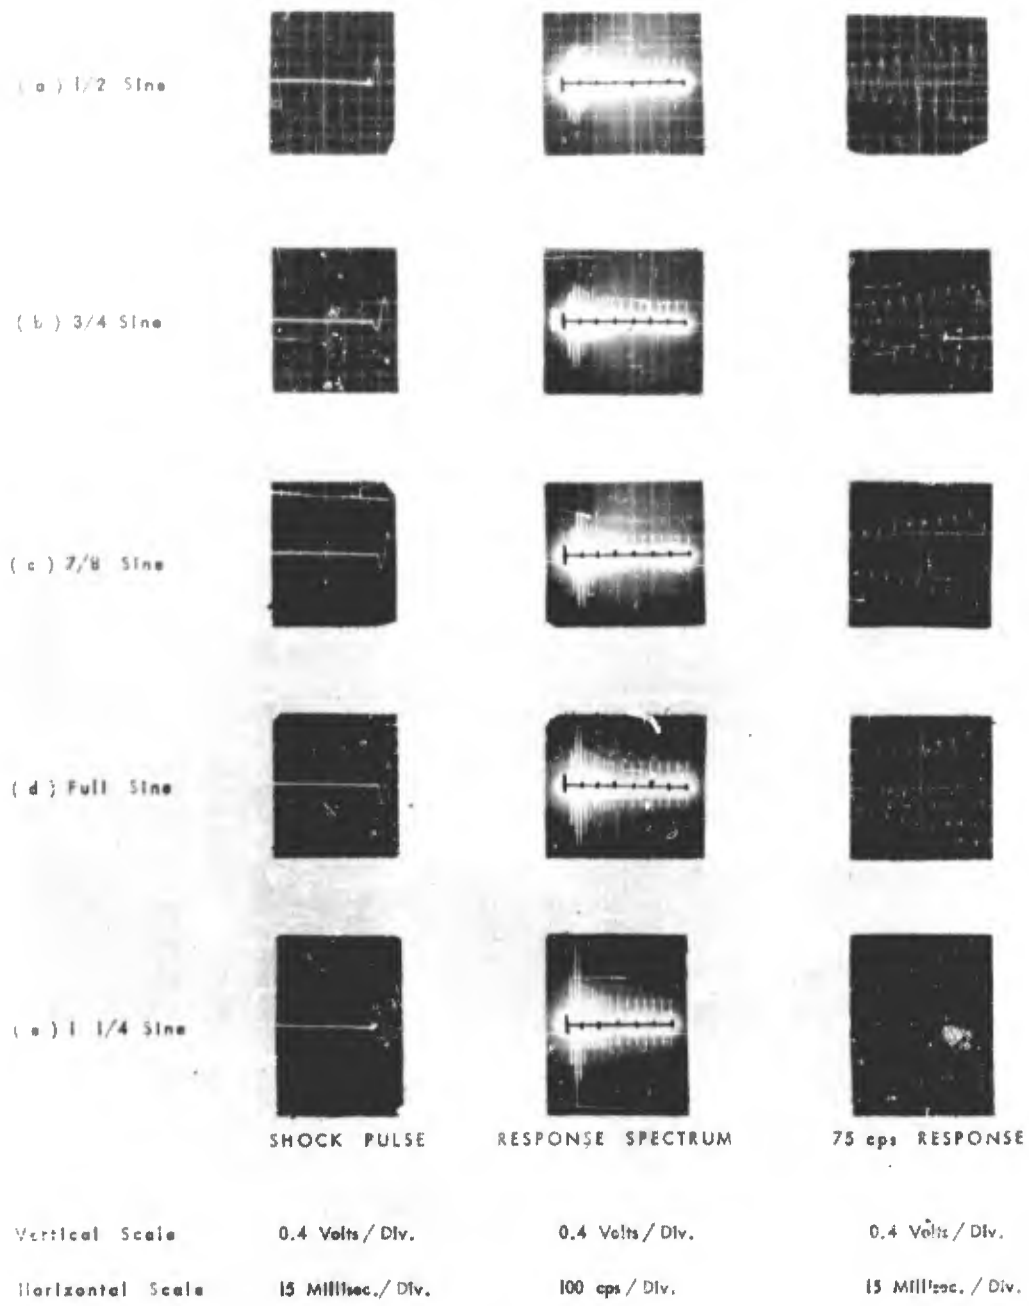 (a) 1/2 Sine
(b) 3/4 Sine
(c) 7/8 Sine
(d) Full Sine
(e) 1 1/4 Sine
SHOCK PULSE RESPONSE SPECTRUM 75 cps RESPONSE
Vertical Scale 0.4 Volts/Div. 0.4 Volts/Div. 0.4 Volts/Div.
Horizontal Scale 15 Millisec./Div. 100 cps/Div. 15 Millisec./Div.